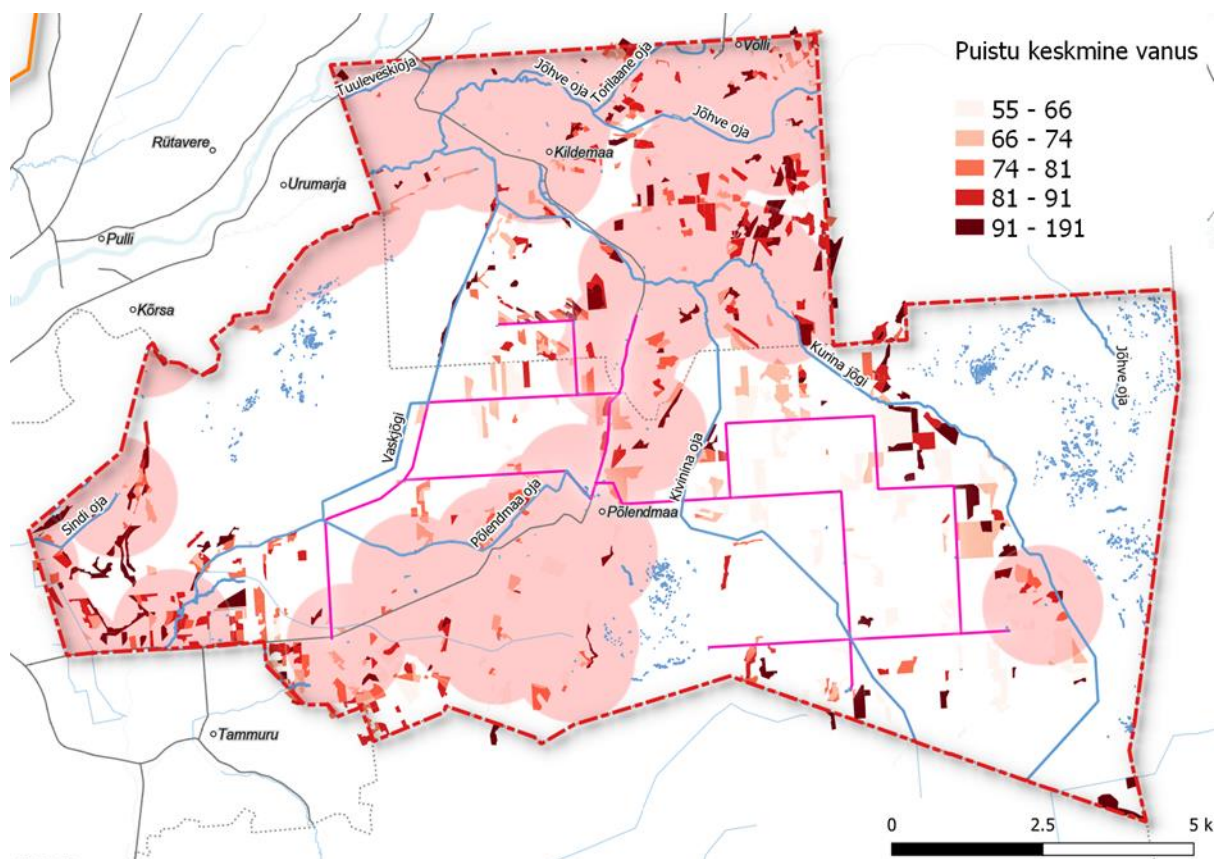 Puistu keskmine vanus
55 - 66
66 - 74
74 - 81
81 - 91
91 - 191
Võlli
Tuuleveskioja
Jõhve oja
Torilaane oja
Jõhve oja
Rütavere
Kildemaa
Urumarja
Pulli
Kõrsa
Kurina jõgi
Jõhve oja
Vaskjõgi
Kivinina oja
Sindi oja
Põlendmaa oja
Põlendmaa
Tammuru
0 2.5 5 k